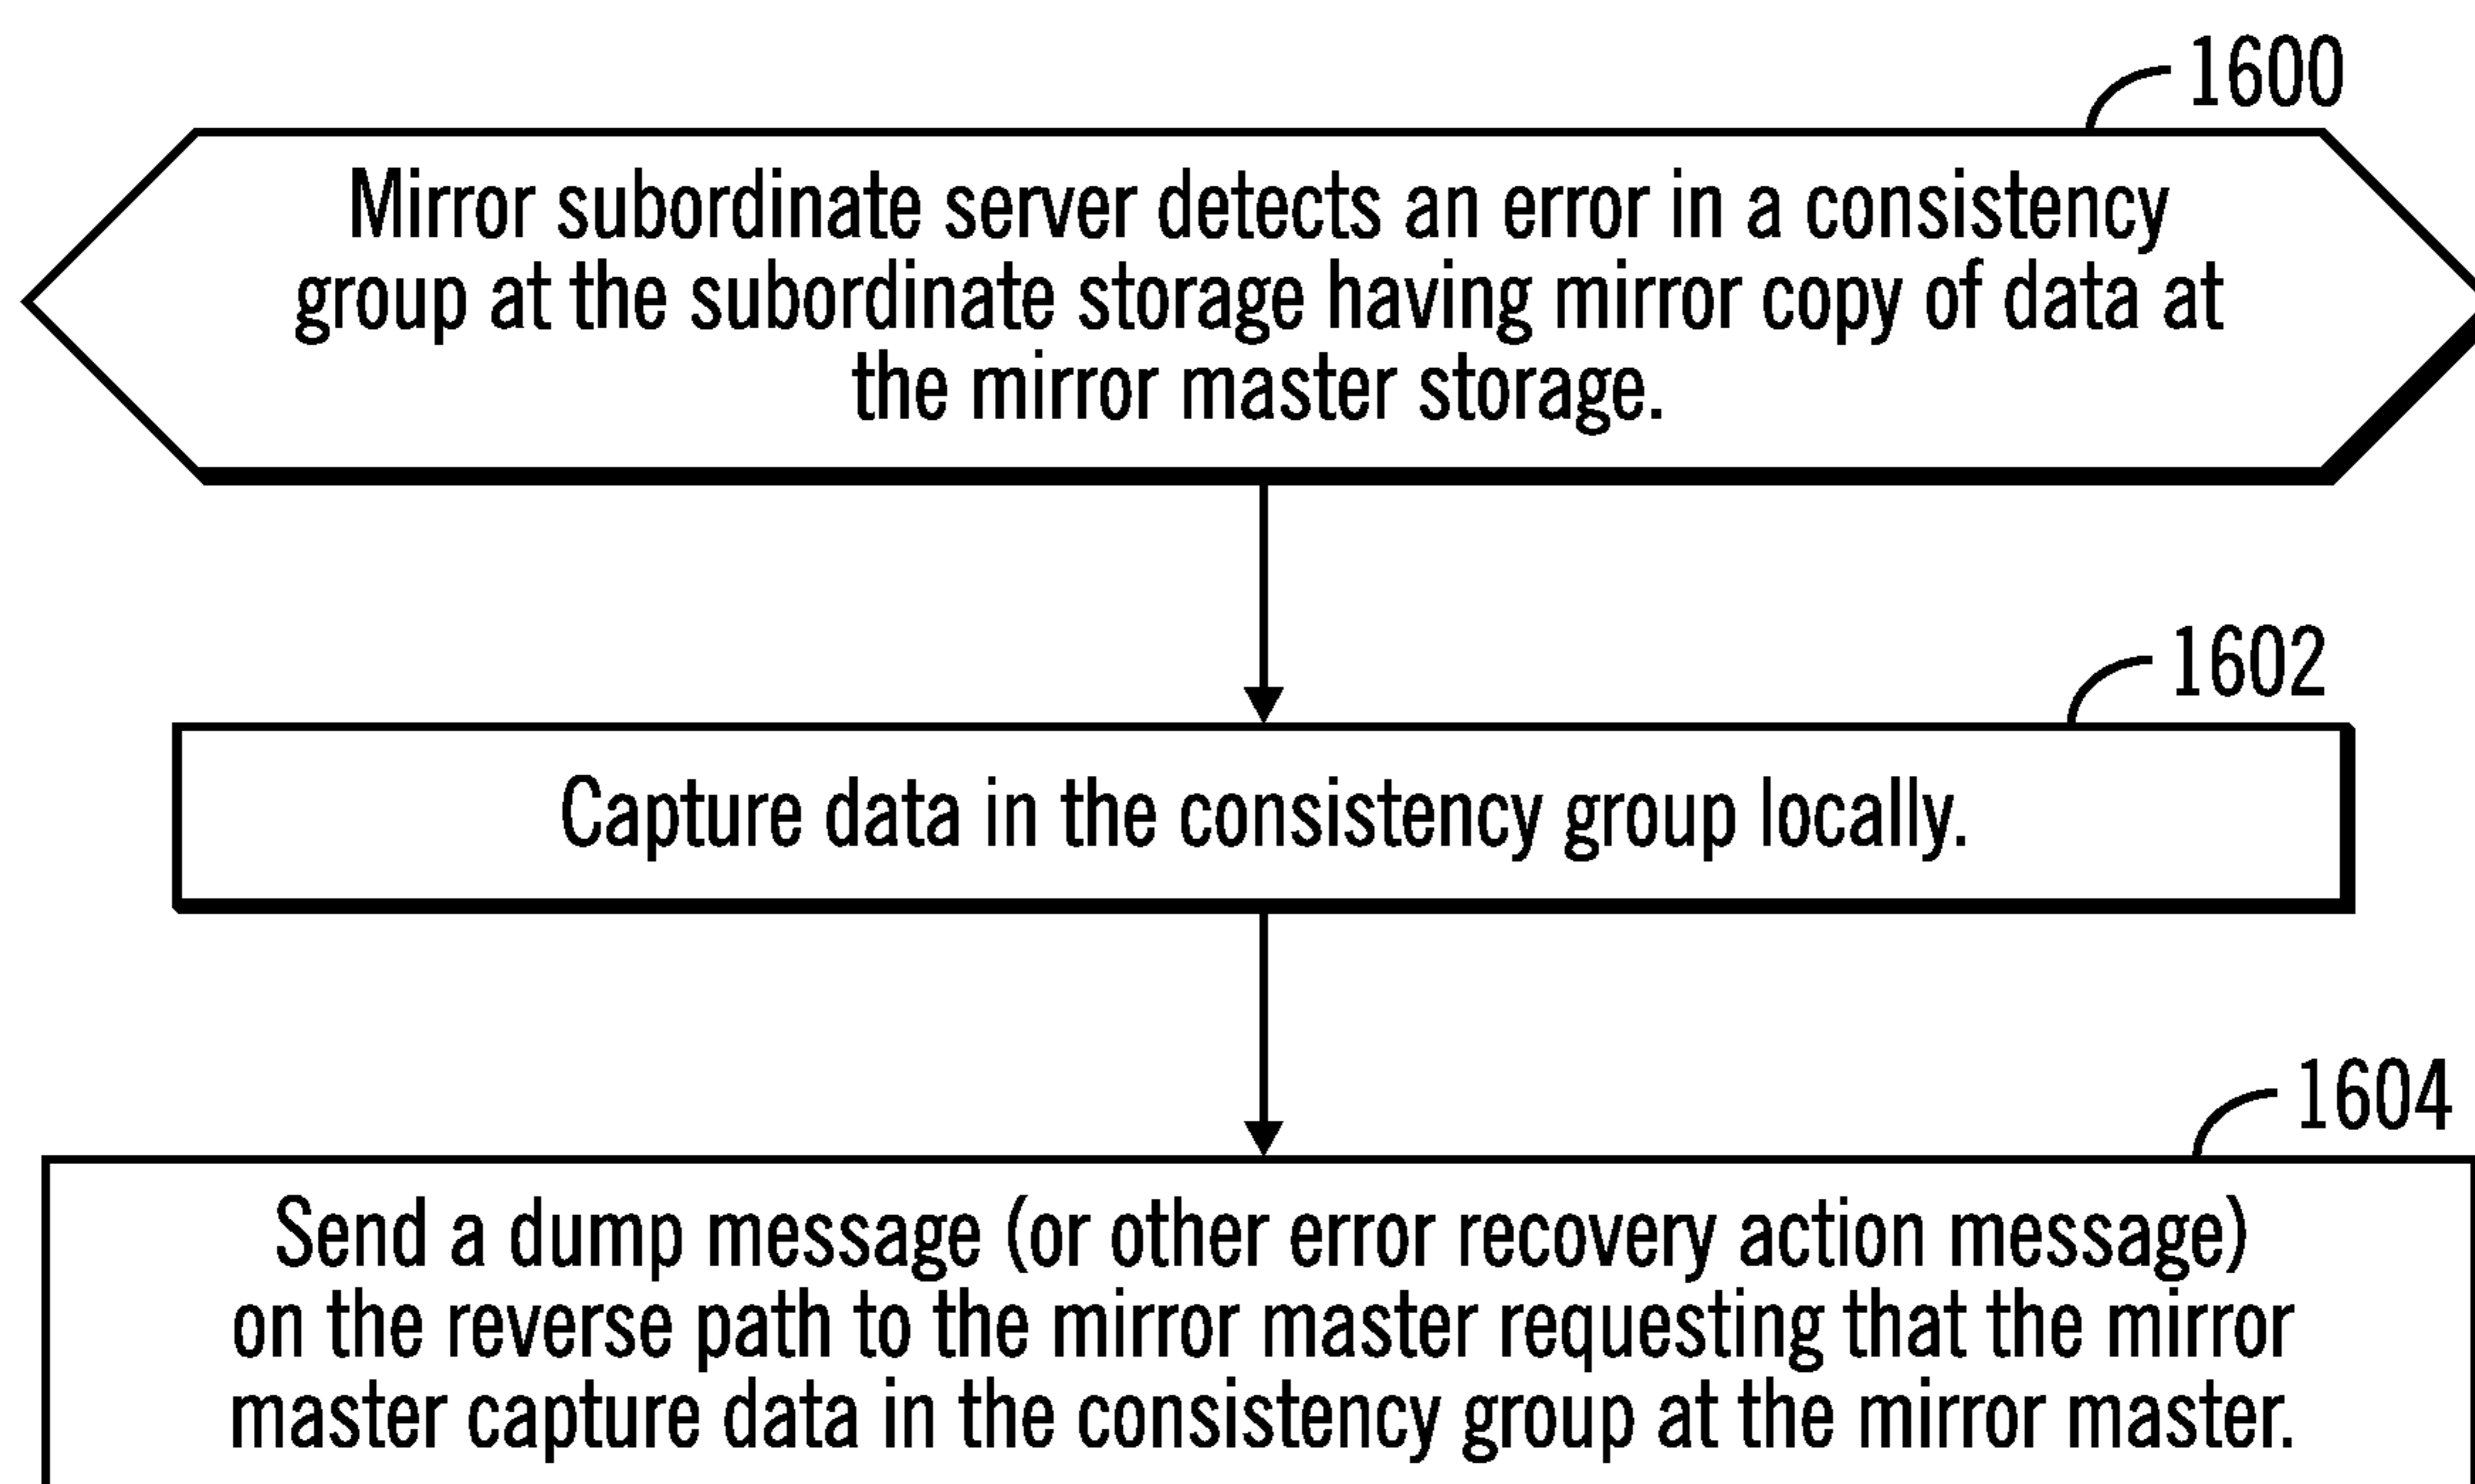 1600
Mirror subordinate server detects an error in a consistency
group at the subordinate storage having mirror copy of data at
the mirror master storage.
1602
Capture data in the consistency group locally.
1604
Send a dump message (or other error recovery action message)
on the reverse path to the mirror master requesting that the mirror
master capture data in the consistency group at the mirror master.